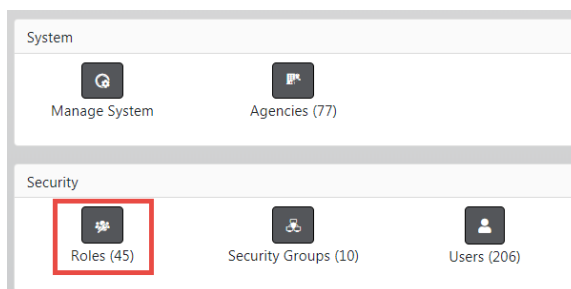 System
Manage System
Agencies (77)
Security
Roles (45)
Security Groups (10)
Users (206)